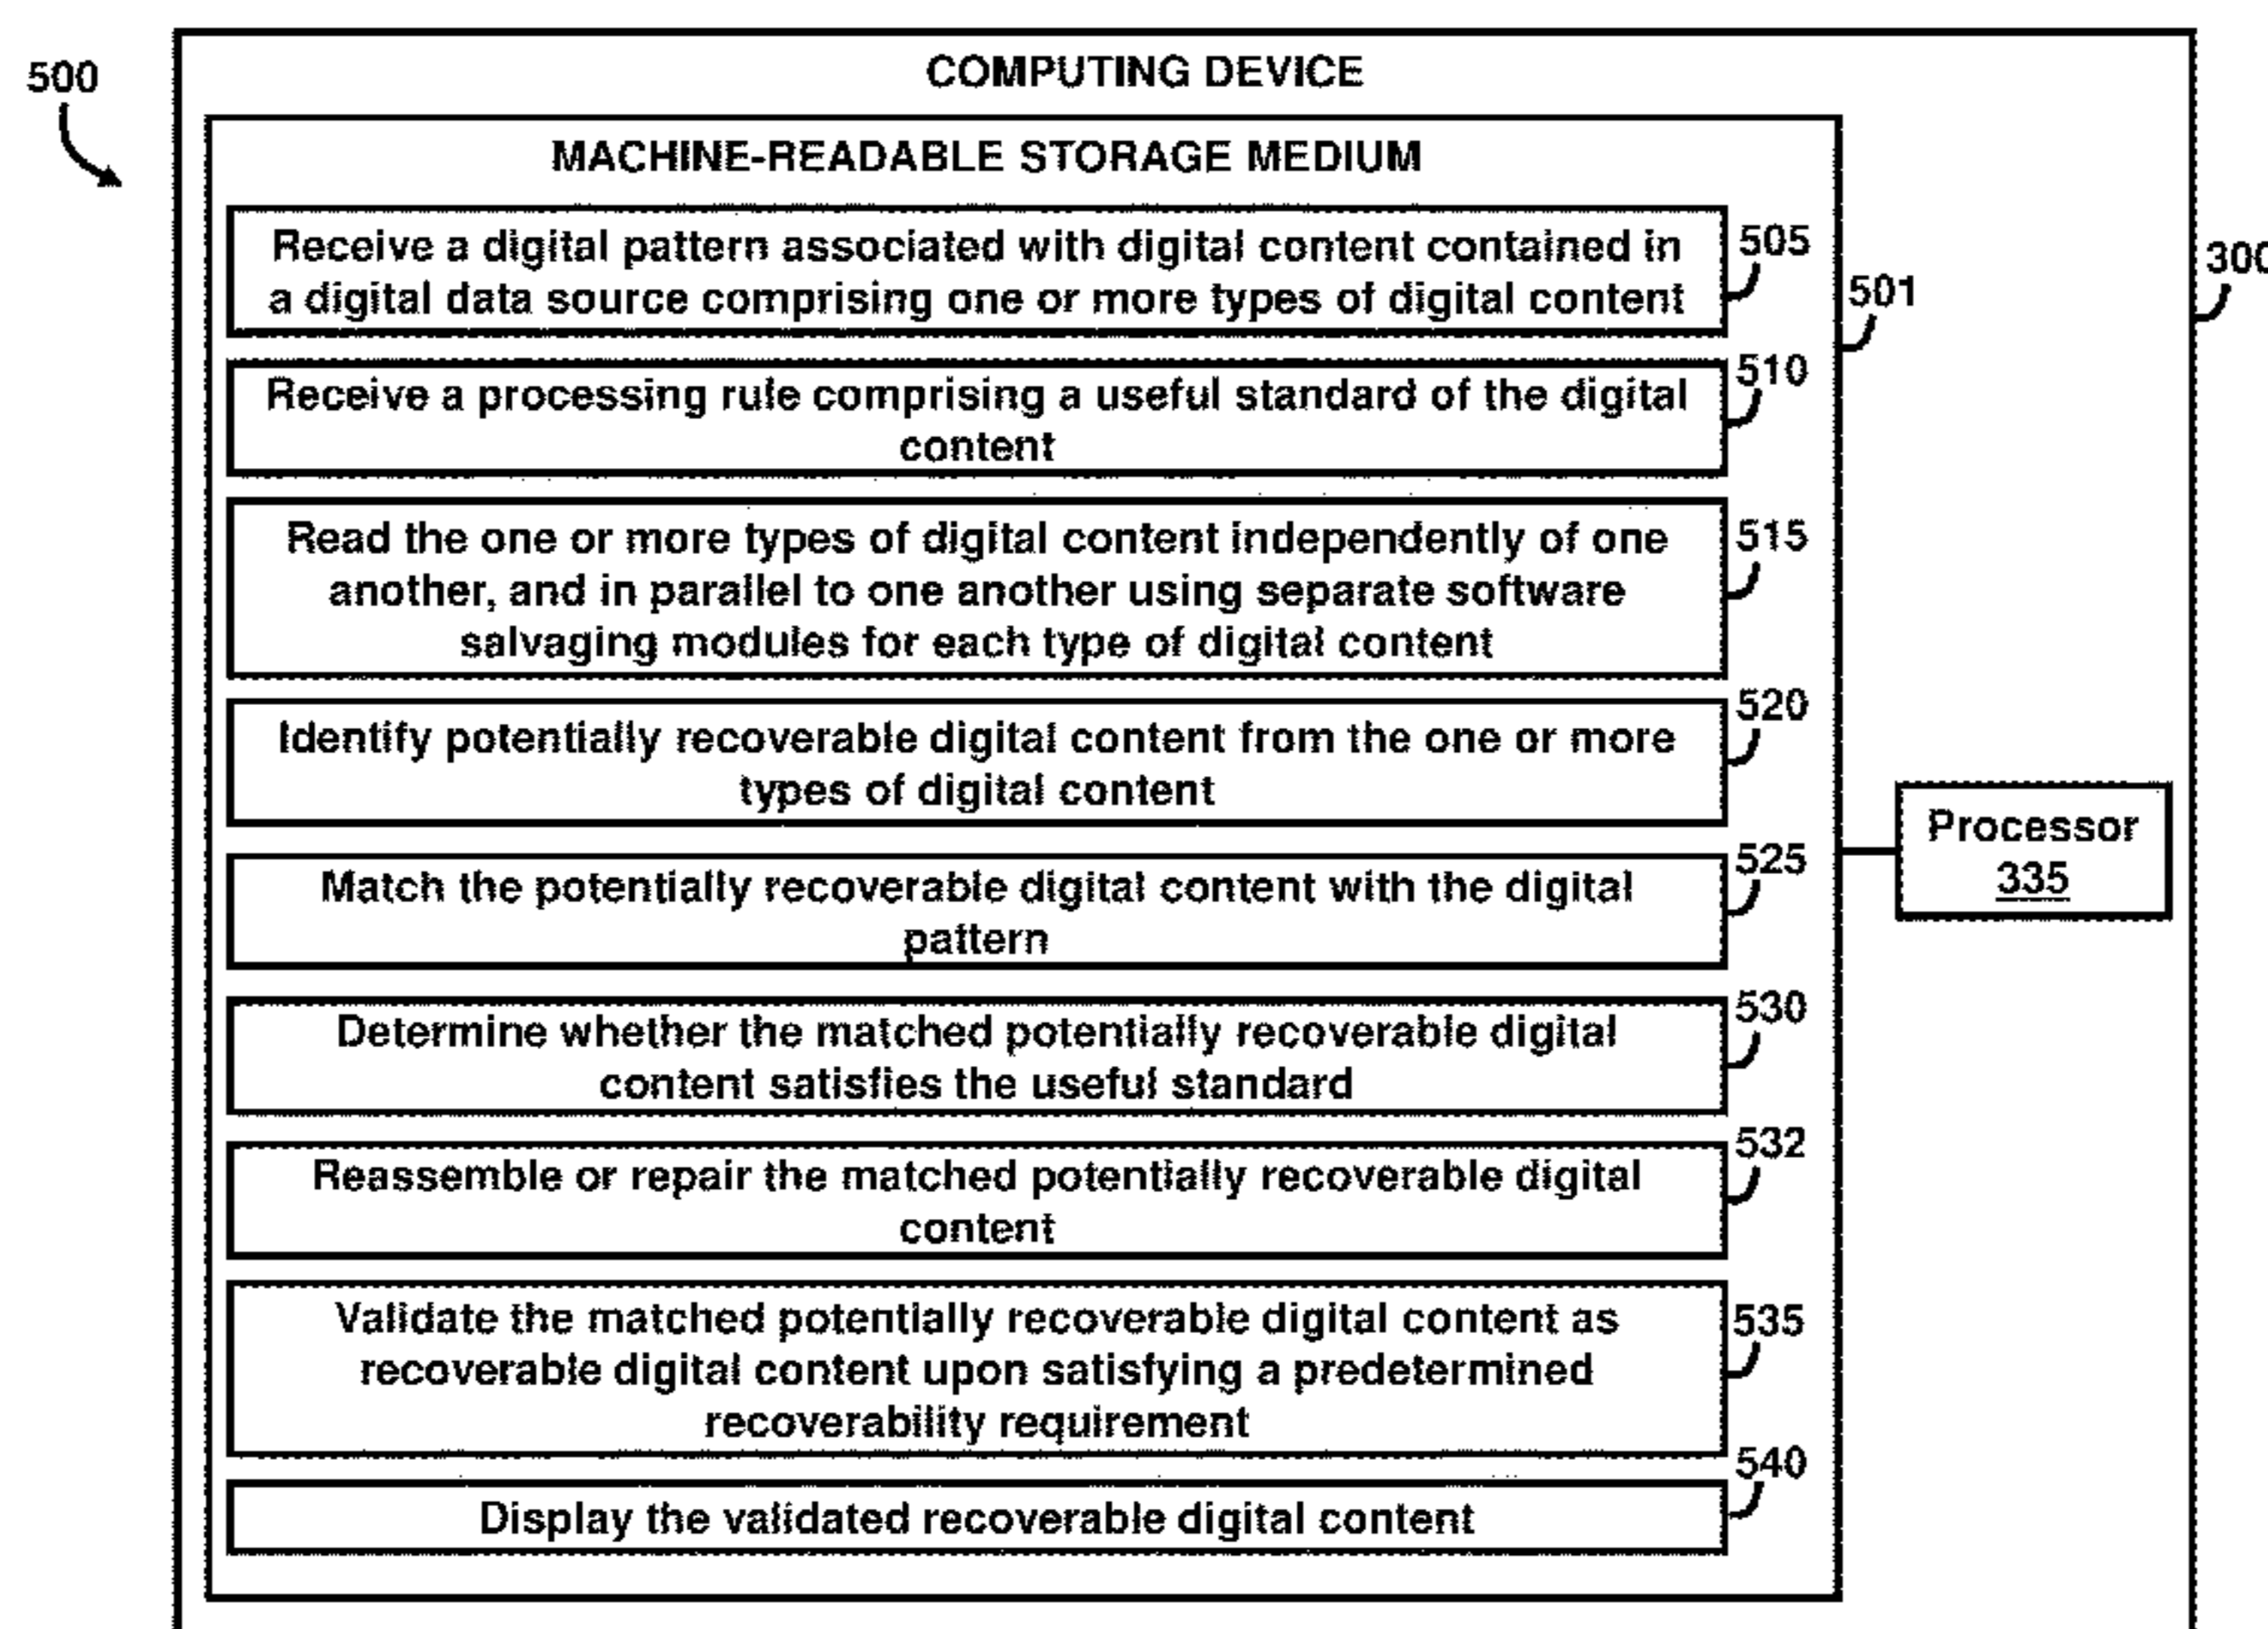 500
COMPUTING DEVICE
MACHINE-READABLE STORAGE MEDIUM
Receive a digital pattern associated with digital content contained in
a digital data source comprising one or more types of digital content
505
300
501
Receive a processing rule comprising a useful standard of the digital
content
510
Read the one or more types of digital content independently of one
another, and in parallel to one another using separate software
salvaging modules for each type of digital content
515
Identify potentially recoverable digital content from the one or more
types of digital content
520
Processor
335
Match the potentially recoverable digital content with the digital
pattern
525
Determine whether the matched potentially recoverable digital
content satisfies the useful standard
530
Reassemble or repair the matched potentially recoverable digital
content
532
Validate the matched potentially recoverable digital content as
recoverable digital content upon satisfying a predetermined
recoverability requirement
535
Display the validated recoverable digital content
540